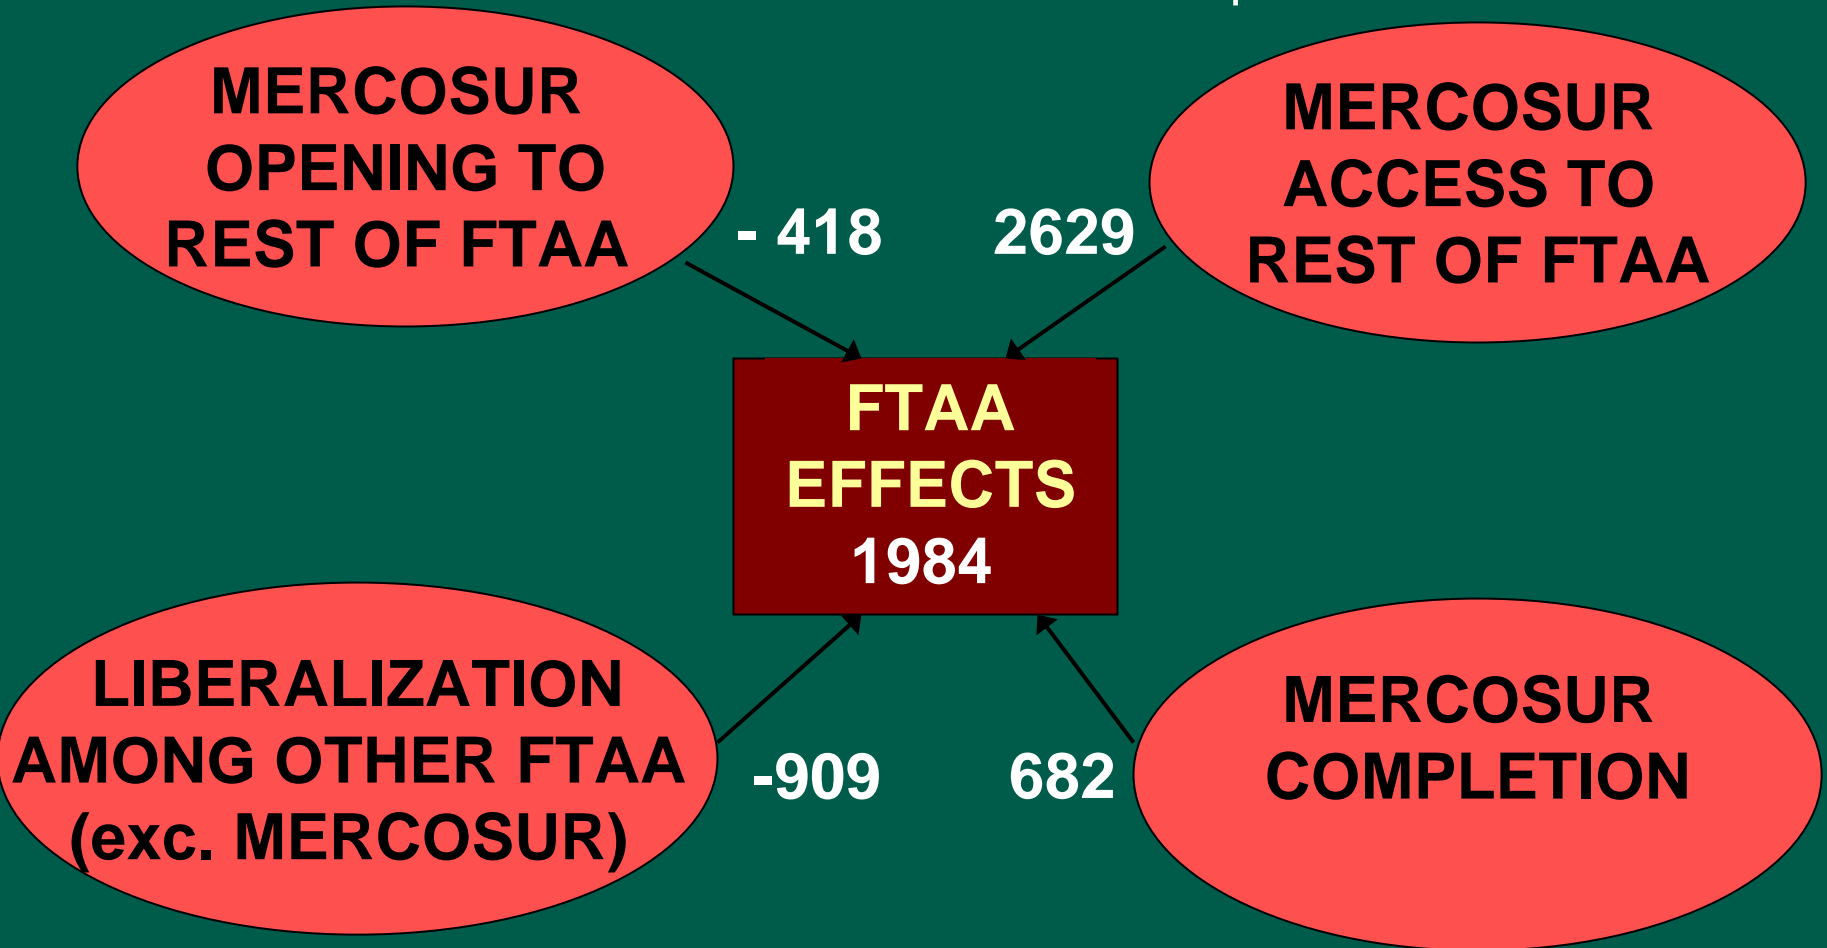 MERCOSUR
OPENING TO
REST OF FTAA
- 418
2629
MERCOSUR
ACCESS TO
REST OF FTAA
FTAA
EFFECTS
1984
LIBERALIZATION
AMONG OTHER FTAA
(exc. MERCOSUR)
-909
682
MERCOSUR
COMPLETION